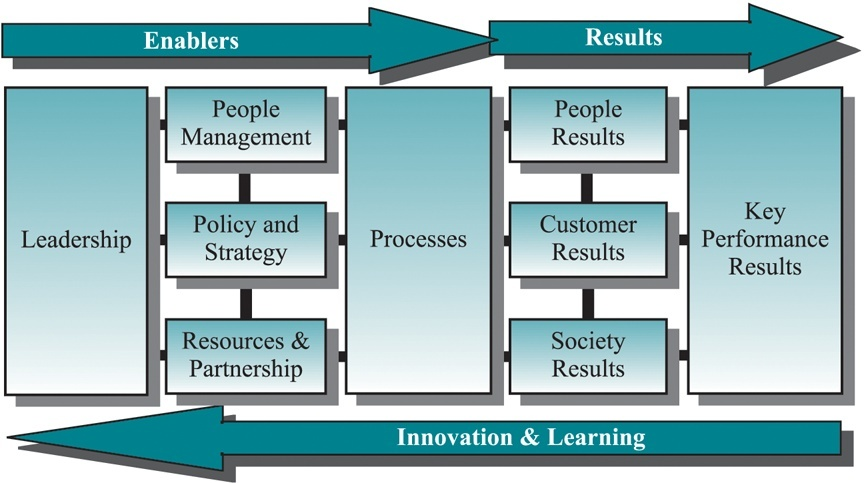 Enablers
Results
Leadership
People
Management
Policy and
Strategy
Resources &
Partnership
Processes
People
Results
Customer
Results
Society
Results
Key
Performance
Results
Innovation & Learning